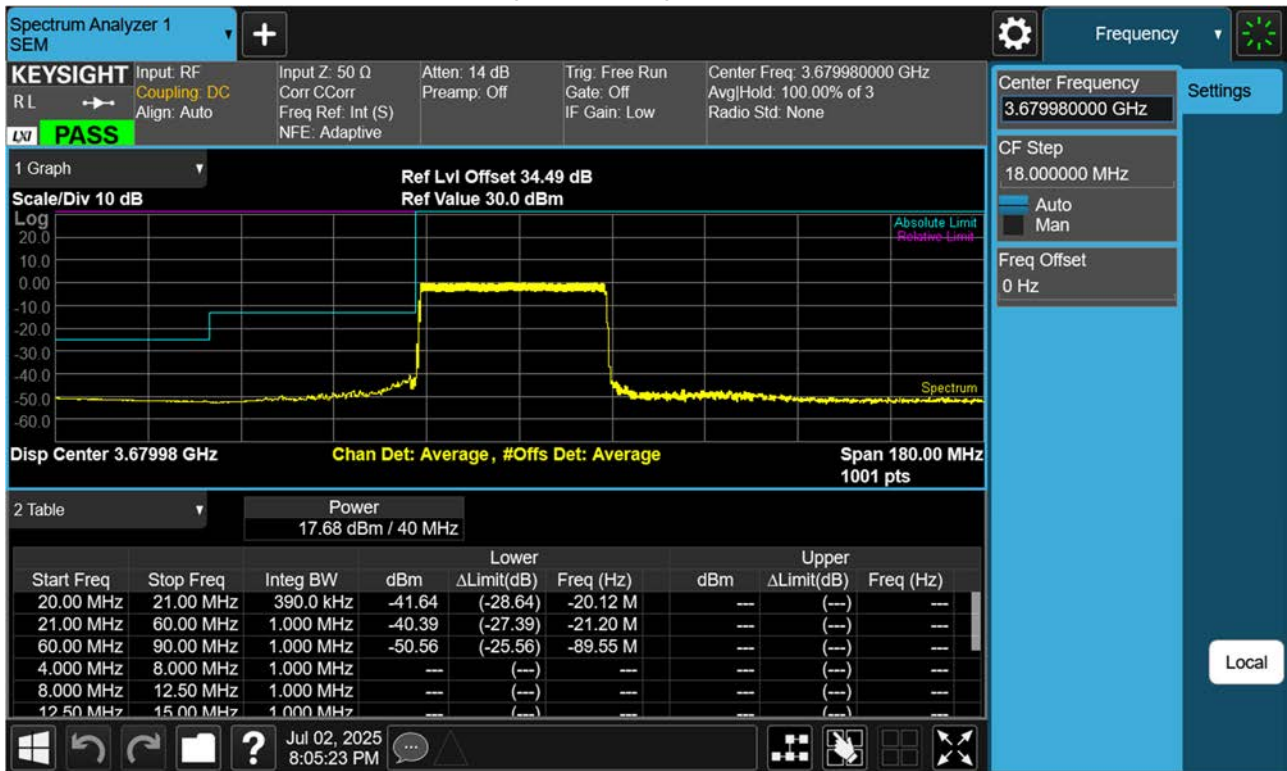 Spectrum Analyzer 1
SEM
Frequency
KEYSIGHT
RL
LXI PASS
Input: RF
Coupling: DC
Align: Auto
Input Z: 50 Ω
Corr CCorr
Freq Ref: Int (S)
NFE: Adaptive
Atten: 14 dB
Preamp: Off
Trig: Free Run
Gate: Off
IF Gain: Low
Center Freq: 3.679980000 GHz
Avg|Hold: 100.00% of 3
Radio Std: None
Center Frequency
3.679980000 GHz
Settings
CF Step
18.000000 MHz
Auto
Man
Freq Offset
0 Hz
Local
1 Graph
Scale/Div 10 dB
Ref Lvl Offset 34.49 dB
Ref Value 30.0 dBm
Log
Absolute Limit
Relative Limit
20.0
10.0
0.00
-10.0
-20.0
-30.0
-40.0
-50.0
-60.0
Spectrum
Disp Center 3.67998 GHz
Chan Det: Average, #Offs Det: Average
Span 180.00 MHz
1001 pts
2 Table
Power
17.68 dBm / 40 MHz
Lower Upper
Start Freq Stop Freq Integ BW dBm ΔLimit(dB) Freq (Hz) dBm ΔLimit(dB) Freq (Hz)
20.00 MHz 21.00 MHz 390.0 kHz -41.64 (-28.64) -20.12 M --- (---) ---
21.00 MHz 60.00 MHz 1.000 MHz -40.39 (-27.39) -21.20 M --- (---) ---
60.00 MHz 90.00 MHz 1.000 MHz -50.56 (-25.56) -89.55 M --- (---) ---
4.000 MHz 8.000 MHz 1.000 MHz --- (---) --- --- (---) ---
8.000 MHz 12.50 MHz 1.000 MHz --- (---) --- --- (---) ---
12.50 MHz 15.00 MHz 1.000 MHz --- (---) --- --- (---) ---
Jul 02, 2025
8:05:23 PM